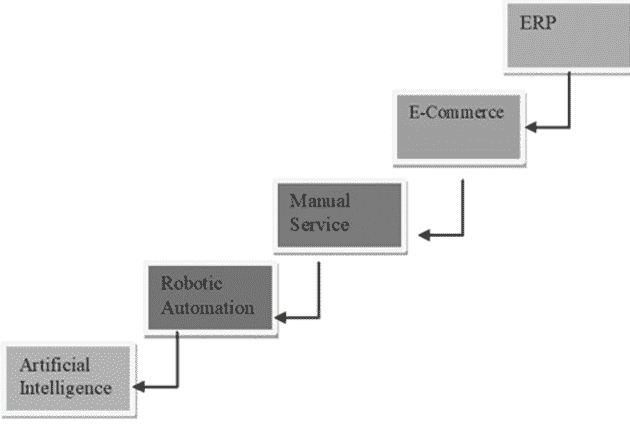 ERP
E-Commerce
Manual
Service
Robotic
Automation
Artificial
Intelligence